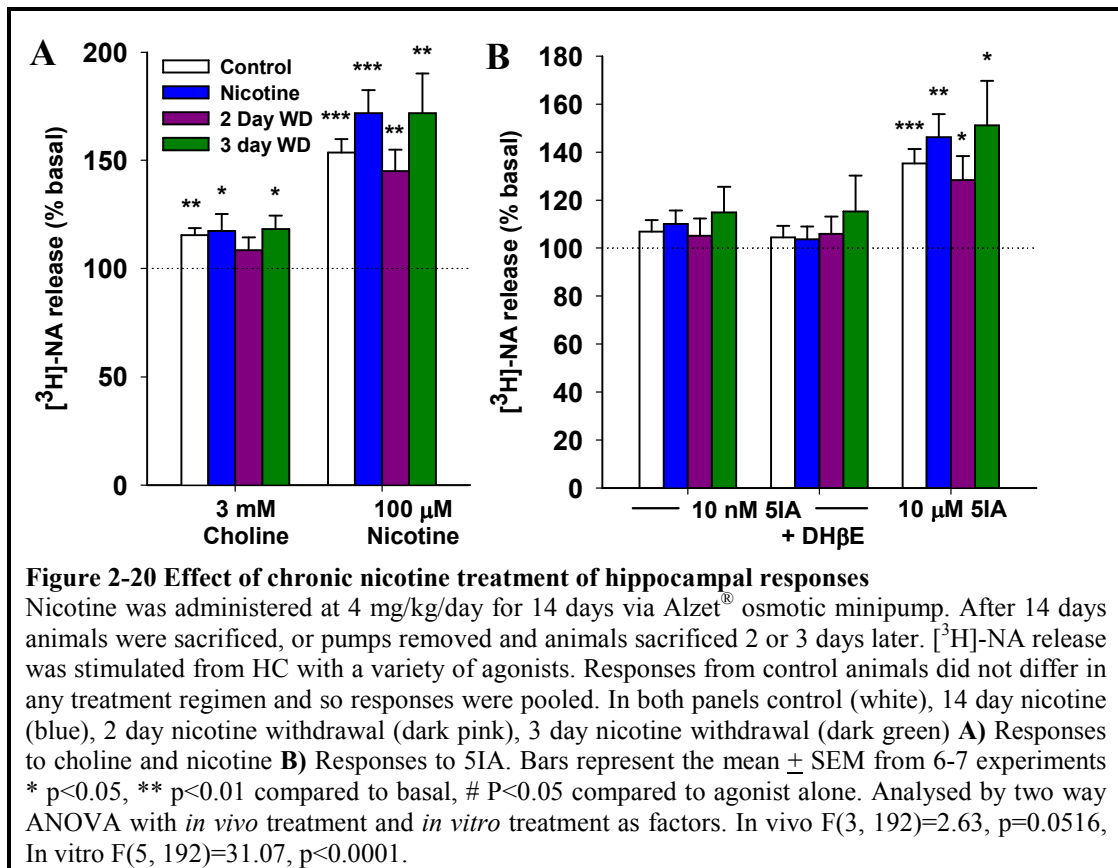 A
B
[³H]-NA release (% basal)
200
150
100
50
0
Control
Nicotine
2 Day WD
3 day WD
** * *
*** *** ** **
3 mM
Choline
100 µM
Nicotine
[³H]-NA release (% basal)
180
160
140
120
100
80
60
40
20
0
*** ** * *
10 nM 5IA
+ DHβE
10 µM 5IA
Figure 2-20 Effect of chronic nicotine treatment of hippocampal responses
Nicotine was administered at 4 mg/kg/day for 14 days via Alzet® osmotic minipump. After 14 days
animals were sacrificed, or pumps removed and animals sacrificed 2 or 3 days later. [³H]-NA release
was stimulated from HC with a variety of agonists. Responses from control animals did not differ in
any treatment regimen and so responses were pooled. In both panels control (white), 14 day nicotine
(blue), 2 day nicotine withdrawal (dark pink), 3 day nicotine withdrawal (dark green) A) Responses
to choline and nicotine B) Responses to 5IA. Bars represent the mean ± SEM from 6-7 experiments
* p<0.05, ** p<0.01 compared to basal, # P<0.05 compared to agonist alone. Analysed by two way
ANOVA with in vivo treatment and in vitro treatment as factors. In vivo F(3, 192)=2.63, p=0.0516,
In vitro F(5, 192)=31.07, p<0.0001.